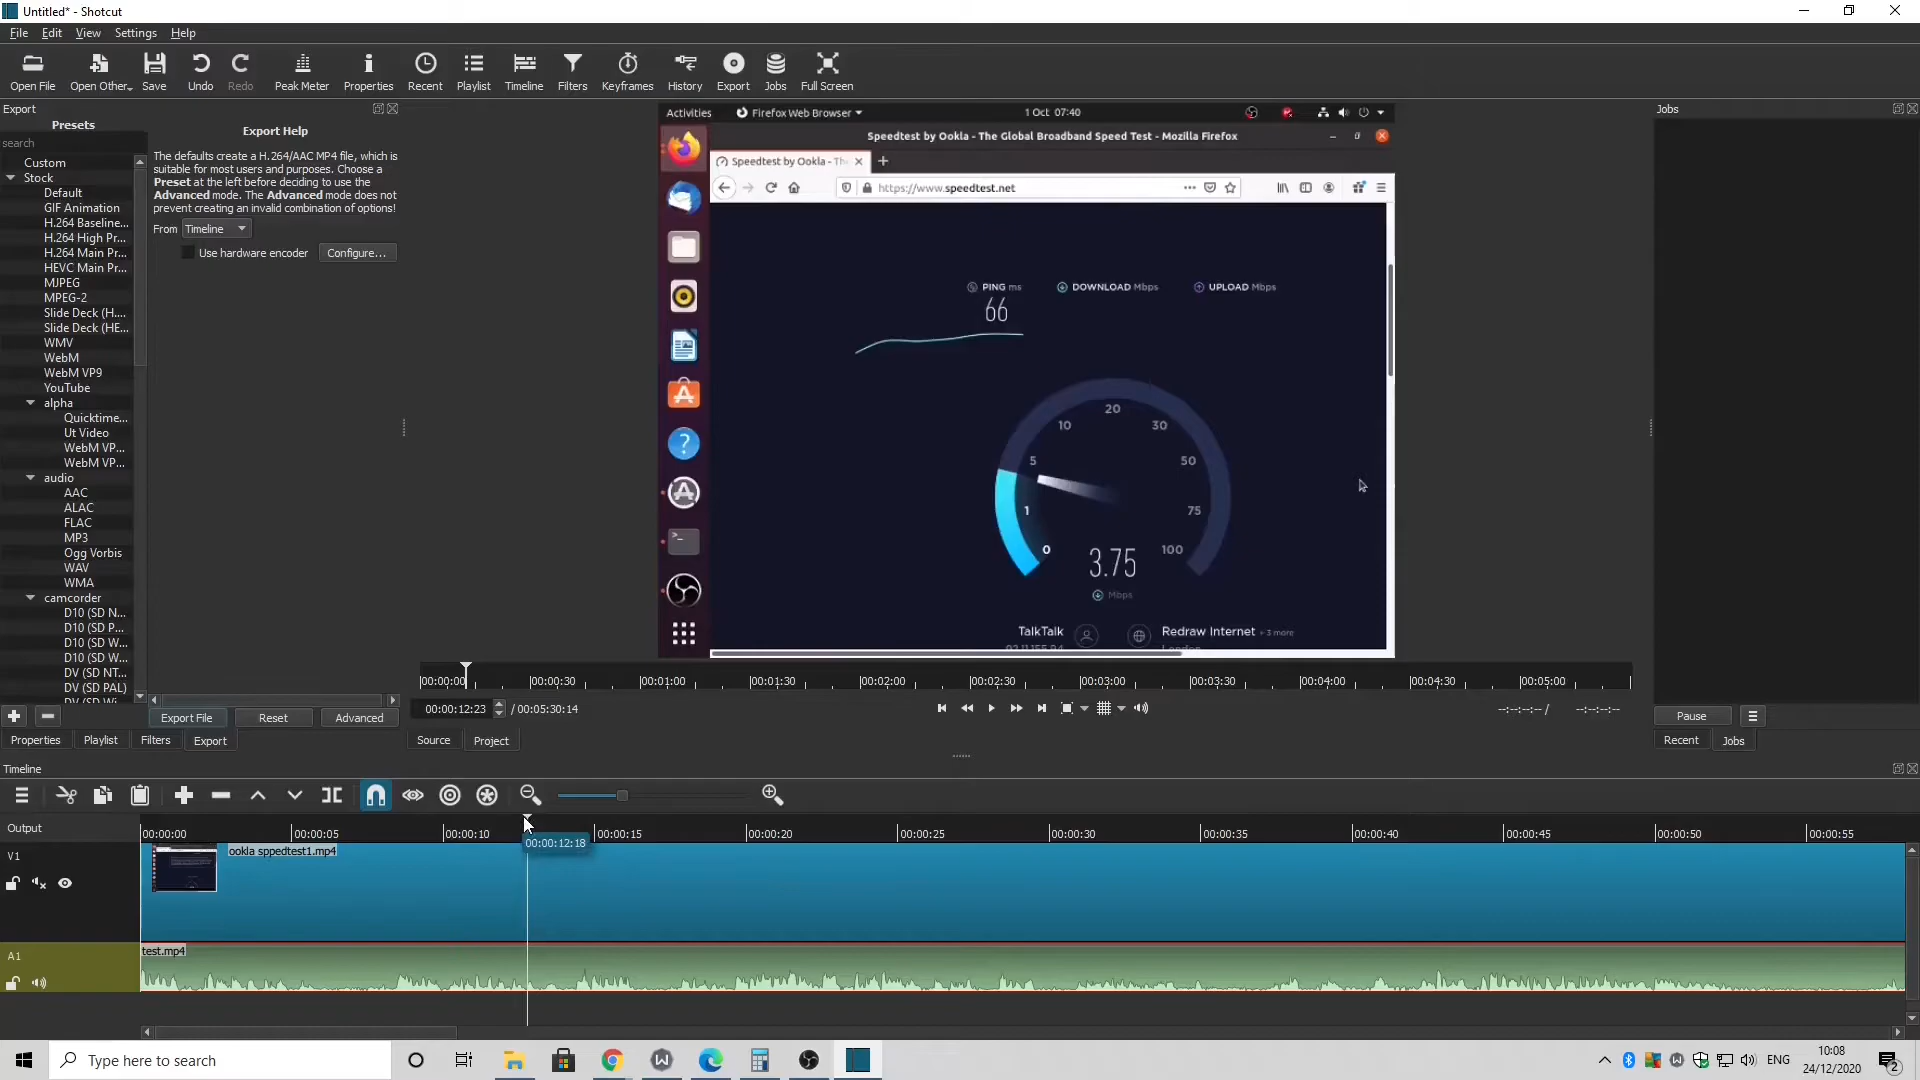 Untitled* - Shotcut
File Edit View Settings Help
Open File Open Other.. Save Undo Redo Peak Meter Properties Recent Playlist Timeline Filters Keyframes History Export Jobs Full Screen
Export
Presets
search
Custom
Stock
Default
GIF Animation
H.264 Baseline...
H.264 High Pr...
H.264 Main Pr...
HEVC Main Pr...
MJPEG
MPEG-2
Slide Deck (H....
Slide Deck (HE...
WMV
WebM
WebM VP9
YouTube
alpha
Quicktime...
Ut Video
WebM VP...
WebM VP...
audio
AAC
ALAC
FLAC
MP3
Ogg Vorbis
WAV
WMA
camcorder
D10 (SD N...
D10 (SD P...
D10 (SD W...
D10 (SD W...
DV (SD NT...
DV (SD PAL)
DV (SD Wi...
Export Help
The defaults create a H.264/AAC MP4 file, which is
suitable for most users and purposes. Choose a
Preset at the left before deciding to use the
Advanced mode. The Advanced mode does not
prevent creating an invalid combination of options!
From Timeline
Use hardware encoder Configure...
Export File Reset Advanced
Properties Playlist Filters Export
Activities Firefox Web Browser 1 Oct 07:40
Speedtest by Ookla - The Global Broadband Speed Test - Mozilla Firefox
Speedtest by Ookla - Th
https://www.speedtest.net
PING ms DOWNLOAD Mbps UPLOAD Mbps
66
20
10 30
5 50
1 75
0 100
3.75
Mbps
TalkTalk Redraw Internet + 3 more
London
00:00:00 00:00:30 00:01:00 00:01:30 00:02:00 00:02:30 00:03:00 00:03:30 00:04:00 00:04:30 00:05:00
00:00:12:23 / 00:05:30:14 --:--:--:-- / --:--:--:--
Source Project
Jobs
Pause
Recent Jobs
Timeline
Output 00:00:00 00:00:05 00:00:10 00:00:15 00:00:20 00:00:25 00:00:30 00:00:35 00:00:40 00:00:45 00:00:50 00:00:55
00:00:12:18
V1
ookla sppedtest1.mp4
A1
test.mp4
Type here to search
ENG
10:08
24/12/2020
2